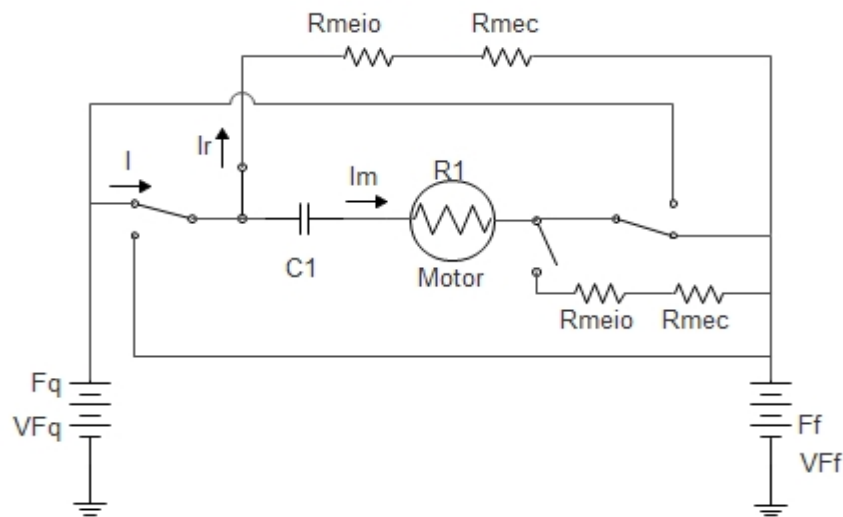 Rmeio
Rmec
Ir
I
Im
R1
C1
Motor
Rmeio
Rmec
Fq
VFq
Ff
VFf